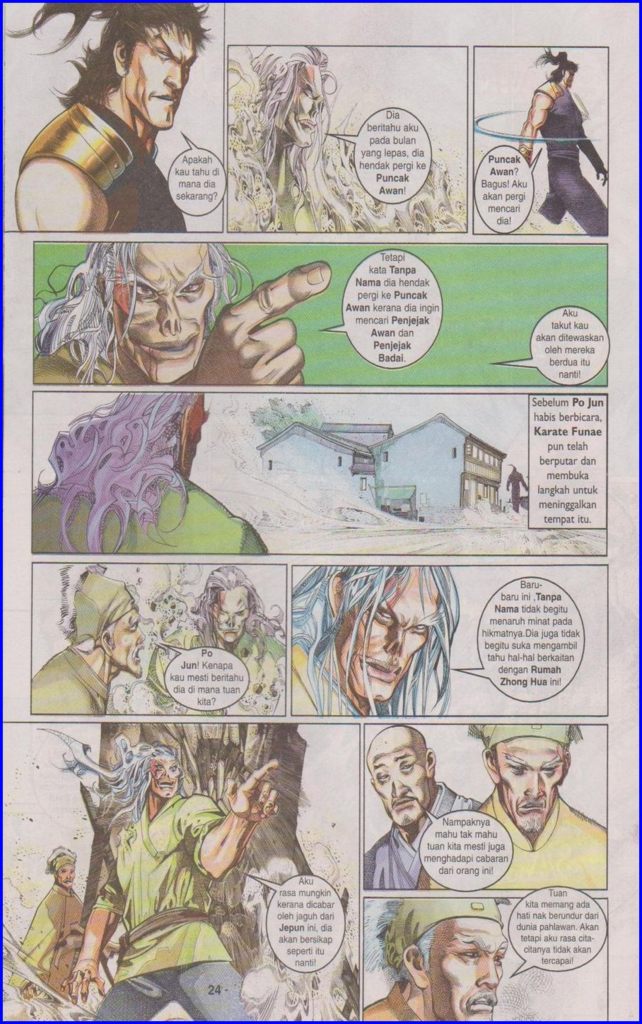 Apakah
kau tahu di
mana dia
sekarang?
Dia
beritahu aku
pada bulan
yang lepas, dia
hendak pergi ke
Puncak
Awan!
Puncak
Awan?
Bagus! Aku
akan pergi
mencari
dia!
Tetapi
kata Tanpa
Nama dia hendak
pergi ke Puncak
Awan kerana dia ingin
mencari Penjejak
Awan dan
Penjejak
Badai.
Aku
takut kau
akan ditewaskan
oleh mereka
berdua itu
nanti!
Sebelum Po Jun
habis berbicara,
Karate Funae
pun telah
berputar dan
membuka
langkah untuk
meninggalkan
tempat itu.
Po
Jun! Kenapa
kau mesti beritahu
dia di mana tuan
kita?
Baru-
baru ini ,Tanpa
Nama tidak begitu
menaruh minat pada
hikmatnya.Dia juga tidak
begitu suka mengambil
tahu hal-hal berkaitan
dengan Rumah
Zhong Hua ini!
Aku
rasa mungkin
kerana dicabar
oleh jaguh dari
Jepun ini, dia
akan bersikap
seperti itu
nanti!
Nampaknya
mahu tak mahu
tuan kita mesti juga
menghadapi cabaran
dari orang ini!
Tuan
kita memang ada
hati nak berundur dari
dunia pahlawan. Akan
tetapi aku rasa cita-
citanya tidak akan
tercapai!
24